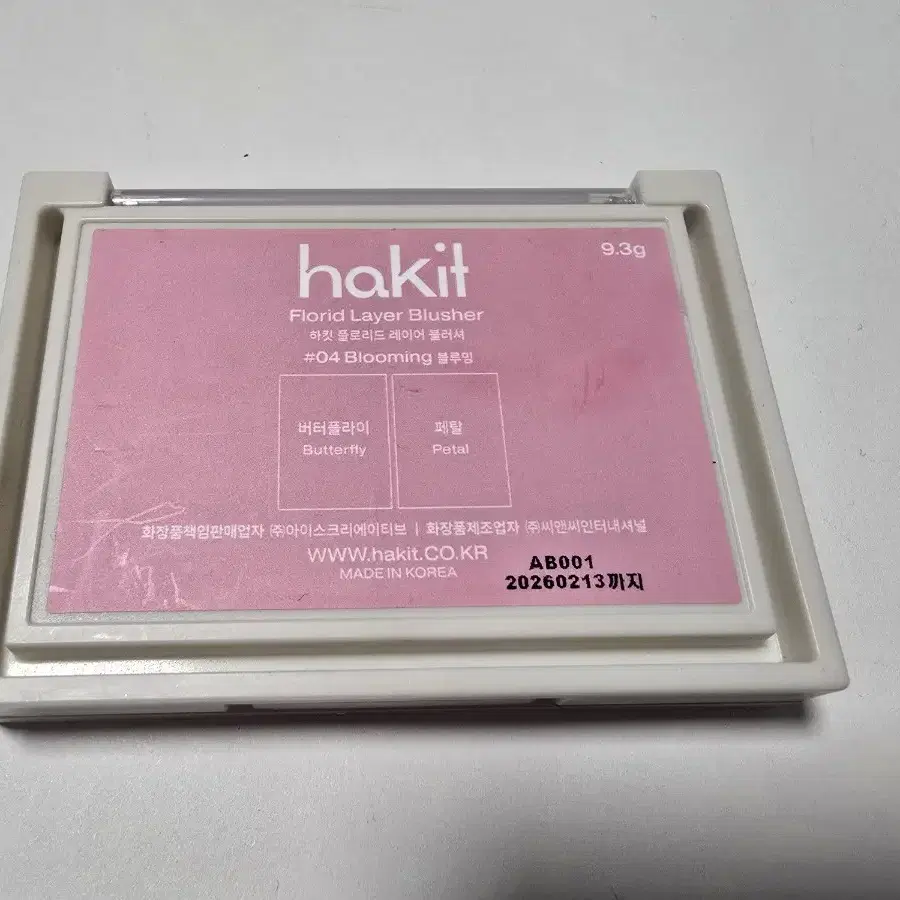 hakit
9.3g
Florid Layer Blusher
하킷 플로리드 레이어 블러셔
#04 Blooming 블루밍
버터플라이
Butterfly
페탈
Petal
화장품책임판매업자 ㈜아이스크리에이티브 | 화장품제조업자 ㈜씨앤씨인터내셔널
WWW.hakit.CO.KR
MADE IN KOREA
AB001
20260213까지